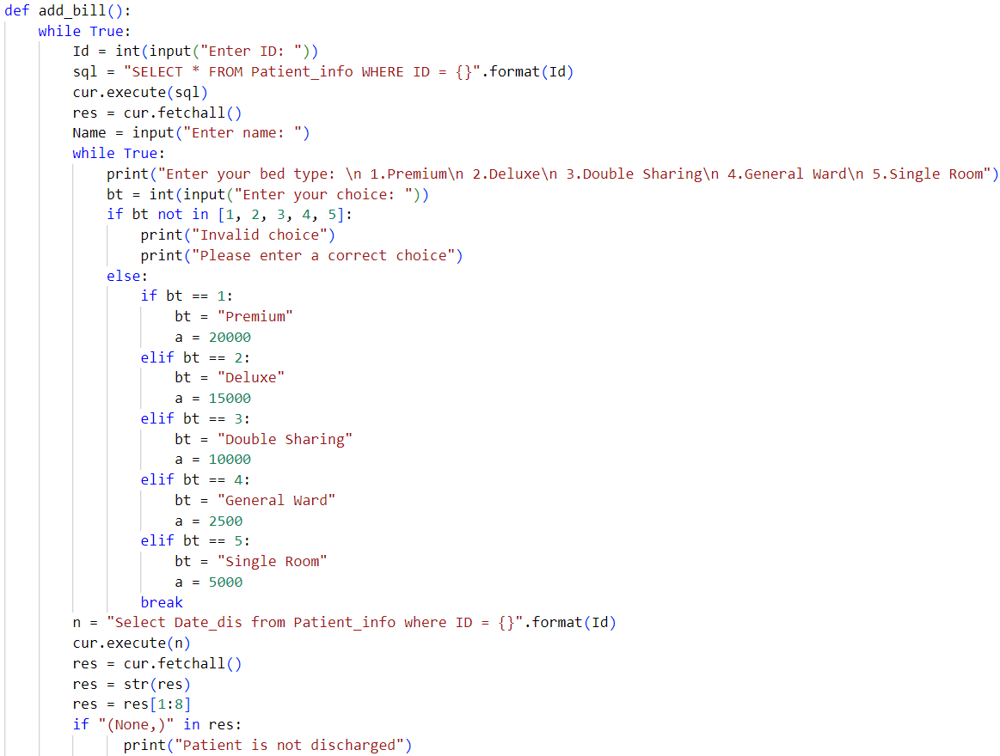 def add_bill():
    while True:
        Id = int(input("Enter ID: "))
        sql = "SELECT * FROM Patient_info WHERE ID = {}".format(Id)
        cur.execute(sql)
        res = cur.fetchall()
        Name = input("Enter name: ")
        while True:
            print("Enter your bed type: \n 1.Premium\n 2.Deluxe\n 3.Double Sharing\n 4.General Ward\n 5.Single Room")
            bt = int(input("Enter your choice: "))
            if bt not in [1, 2, 3, 4, 5]:
                print("Invalid choice")
                print("Please enter a correct choice")
            else:
                if bt == 1:
                    bt = "Premium"
                    a = 20000
                elif bt == 2:
                    bt = "Deluxe"
                    a = 15000
                elif bt == 3:
                    bt = "Double Sharing"
                    a = 10000
                elif bt == 4:
                    bt = "General Ward"
                    a = 2500
                elif bt == 5:
                    bt = "Single Room"
                    a = 5000
                break
        n = "Select Date_dis from Patient_info where ID = {}".format(Id)
        cur.execute(n)
        res = cur.fetchall()
        res = str(res)
        res = res[1:8]
        if "(None,)" in res:
              print("Patient is not discharged")